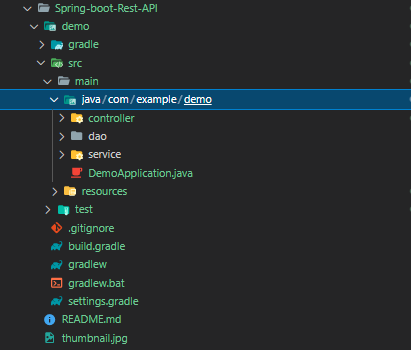 Spring-boot-Rest-API
demo
gradle
src
main
java/com/example/demo
controller
dao
service
DemoApplication.java
resources
test
.gitignore
build.gradle
gradlew
gradlew.bat
settings.gradle
README.md
thumbnail.jpg